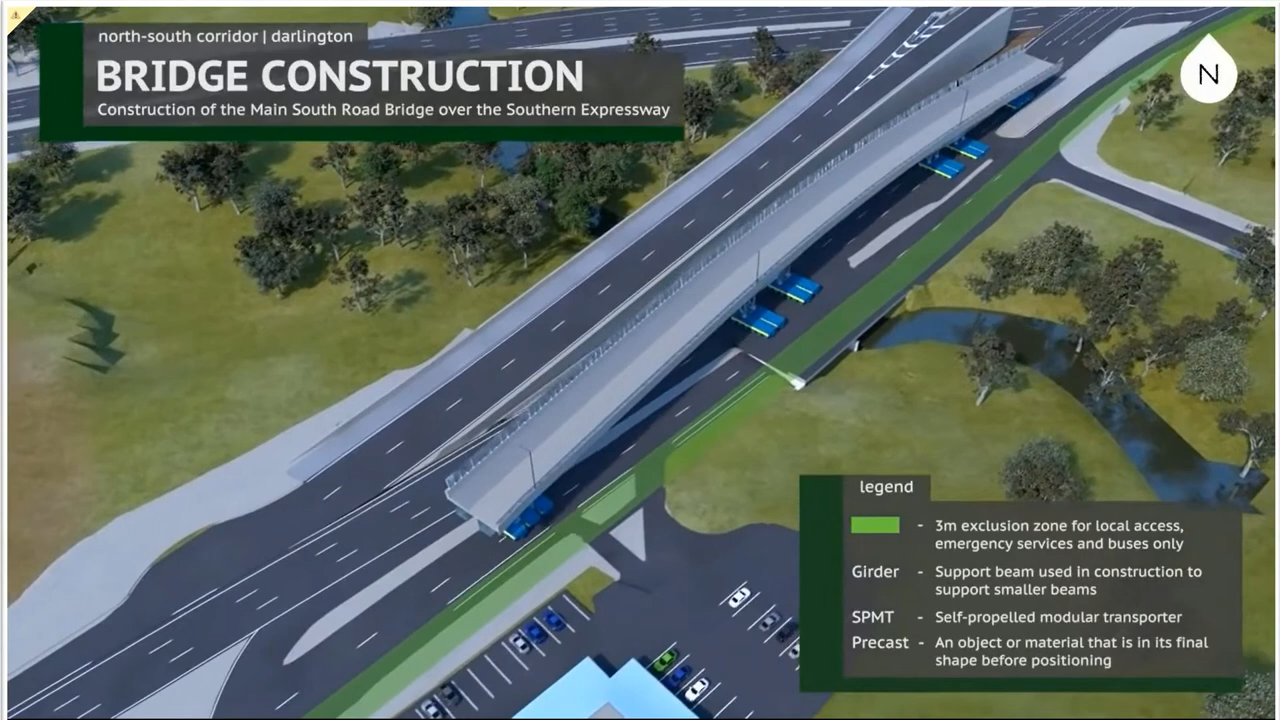 north-south corridor | darlington
BRIDGE CONSTRUCTION
Construction of the Main South Road Bridge over the Southern Expressway
N
legend
- 3m exclusion zone for local access,
emergency services and buses only
Girder - Support beam used in construction to
support smaller beams
SPMT - Self-propelled modular transporter
Precast - An object or material that is in its final
shape before positioning